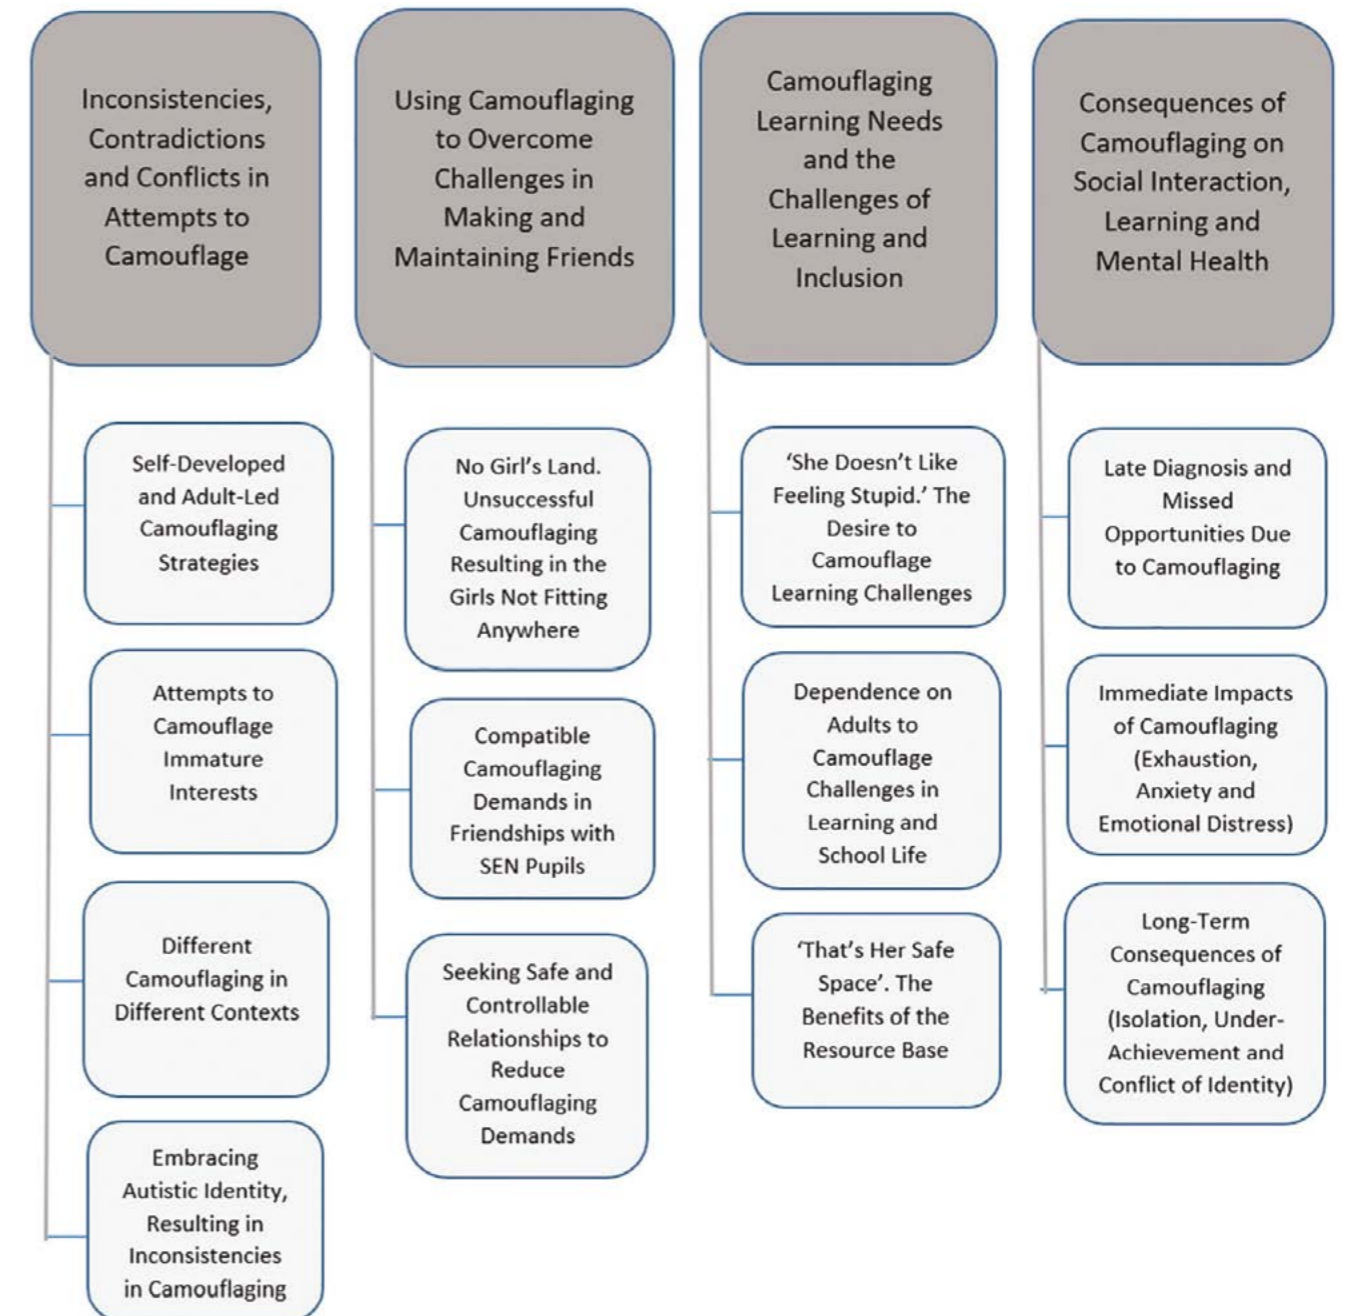 Inconsistencies,
Contradictions
and Conflicts in
Attempts to
Camouflage
Self-Developed
and Adult-Led
Camouflaging
Strategies
Attempts to
Camouflage
Immature
Interests
Different
Camouflaging in
Different Contexts
Embracing
Autistic Identity,
Resulting in
Inconsistencies
in Camouflaging
Using Camouflaging
to Overcome
Challenges in
Making and
Maintaining Friends
No Girl’s Land.
Unsuccessful
Camouflaging
Resulting in the
Girls Not Fitting
Anywhere
Compatible
Camouflaging
Demands in
Friendships with
SEN Pupils
Seeking Safe and
Controllable
Relationships to
Reduce
Camouflaging
Demands
Camouflaging
Learning Needs
and the
Challenges of
Learning and
Inclusion
‘She Doesn’t Like
Feeling Stupid.’ The
Desire to
Camouflage
Learning Challenges
Dependence on
Adults to
Camouflage
Challenges in
Learning and
School Life
‘That’s Her Safe
Space’. The
Benefits of the
Resource Base
Consequences of
Camouflaging on
Social Interaction,
Learning and
Mental Health
Late Diagnosis and
Missed
Opportunities Due
to Camouflaging
Immediate Impacts
of Camouflaging
(Exhaustion,
Anxiety and
Emotional Distress)
Long-Term
Consequences of
Camouflaging
(Isolation, Under-
Achievement and
Conflict of Identity)